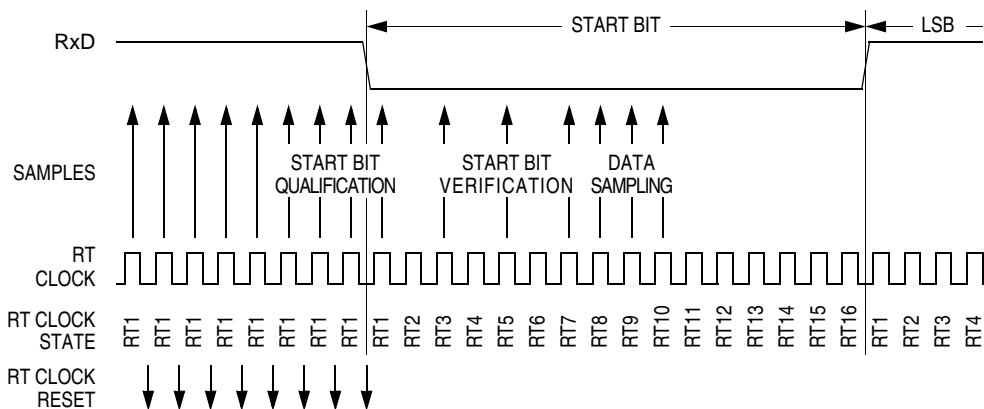 START BIT
LSB
RxD
SAMPLES
START BIT
QUALIFICATION
START BIT
VERIFICATION
DATA
SAMPLING
RT
CLOCK
RT CLOCK
STATE
RT1 RT1 RT1 RT1 RT1 RT1 RT1 RT1 RT1 RT2 RT3 RT4 RT5 RT6 RT7 RT8 RT9 RT10 RT11 RT12 RT13 RT14 RT15 RT16 RT1 RT2 RT3 RT4
RT CLOCK
RESET